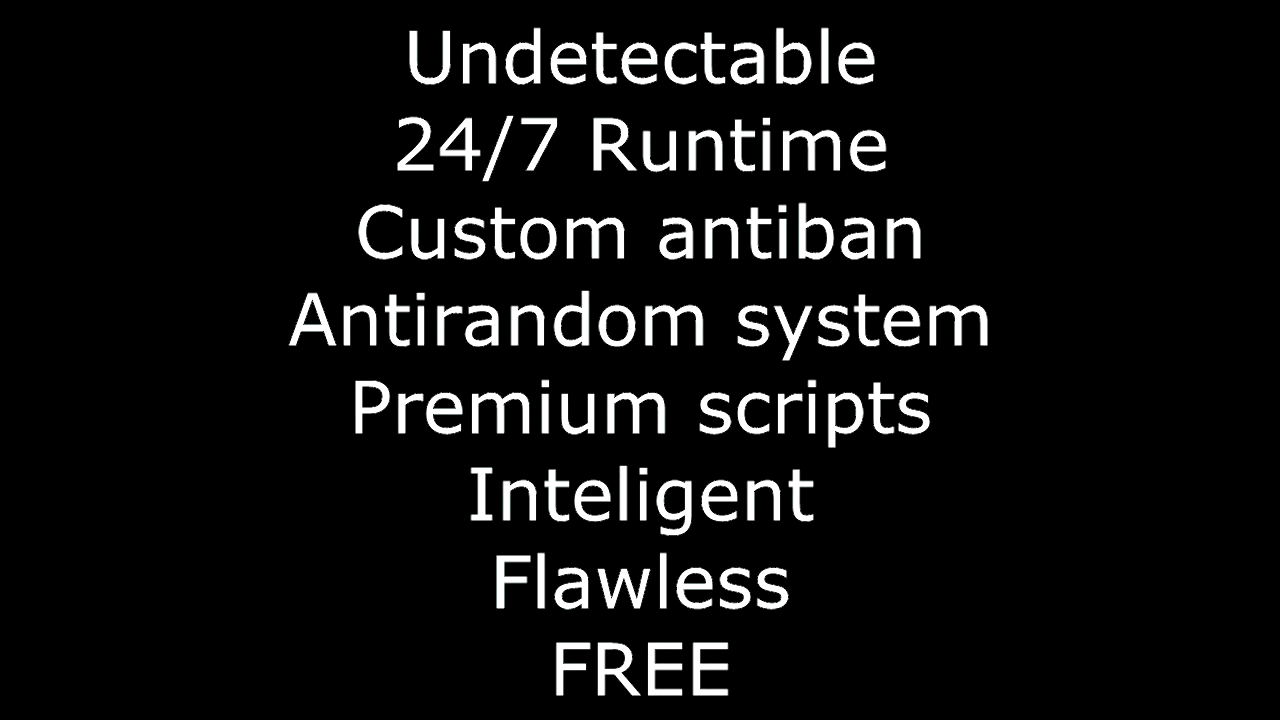 Undetectable
24/7 Runtime
Custom antiban
Antirandom system
Premium scripts
Inteligent
Flawless
FREE